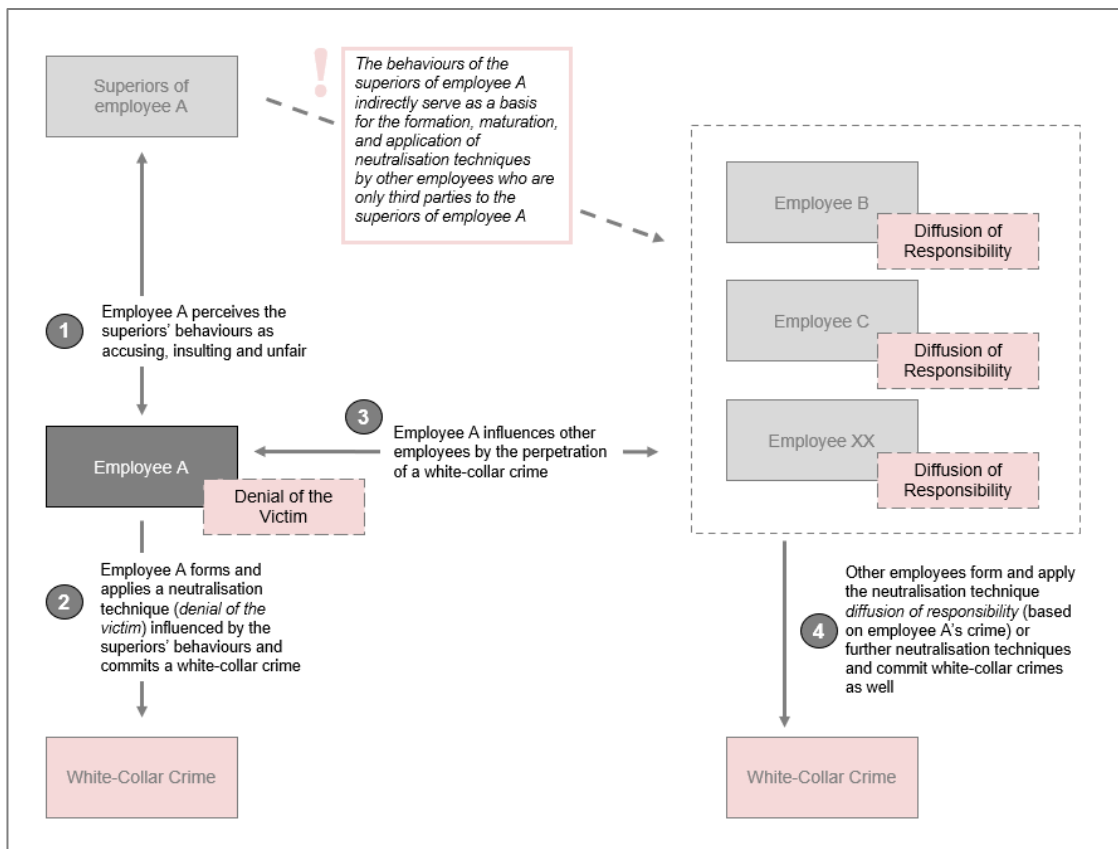 Superiors of
employee A
!
The behaviours of the
superiors of employee A
indirectly serve as a basis
for the formation, maturation,
and application of
neutralisation techniques
by other employees who are
only third parties to the
superiors of employee A
Employee B
Diffusion of
Responsibility
Employee C
Diffusion of
Responsibility
Employee XX
Diffusion of
Responsibility
1
Employee A perceives the
superiors’ behaviours as
accusing, insulting and unfair
3
Employee A influences other
employees by the perpetration
of a white-collar crime
Employee A
Denial of the
Victim
2
Employee A forms and
applies a neutralisation
technique (denial of the
victim) influenced by the
superiors’ behaviours and
commits a white-collar crime
4
Other employees form and apply
the neutralisation technique
diffusion of responsibility (based
on employee A’s crime) or
further neutralisation techniques
and commit white-collar crimes
as well
White-Collar Crime
White-Collar Crime